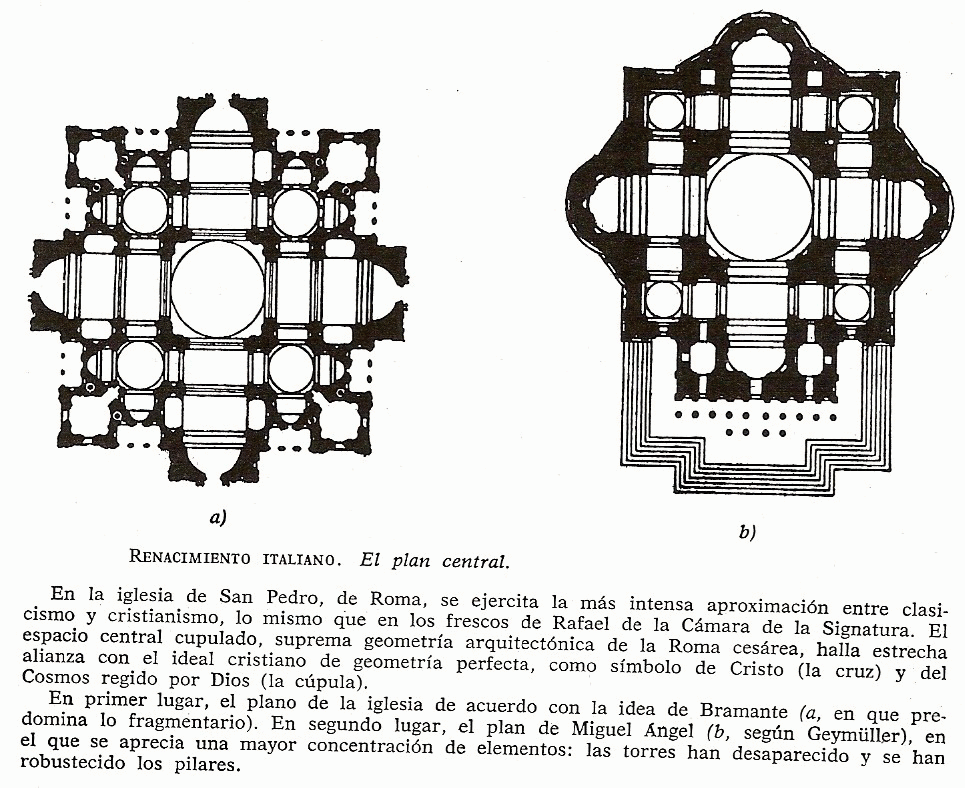 a)
b)
RENACIMIENTO ITALIANO. El plan central.
En la iglesia de San Pedro, de Roma, se ejercita la más intensa aproximación entre clasi-
cismo y cristianismo, lo mismo que en los frescos de Rafael de la Cámara de la Signatura. El
espacio central cupulado, suprema geometría arquitectónica de la Roma cesárea, halla estrecha
alianza con el ideal cristiano de geometría perfecta, como símbolo de Cristo (la cruz) y del
Cosmos regido por Dios (la cúpula).
En primer lugar, el plano de la iglesia de acuerdo con la idea de Bramante (a, en que pre-
domina lo fragmentario). En segundo lugar, el plan de Miguel Angel (b, según Geymüller), en
el que se aprecia una mayor concentración de elementos: las torres han desaparecido y se han
robustecido los pilares.